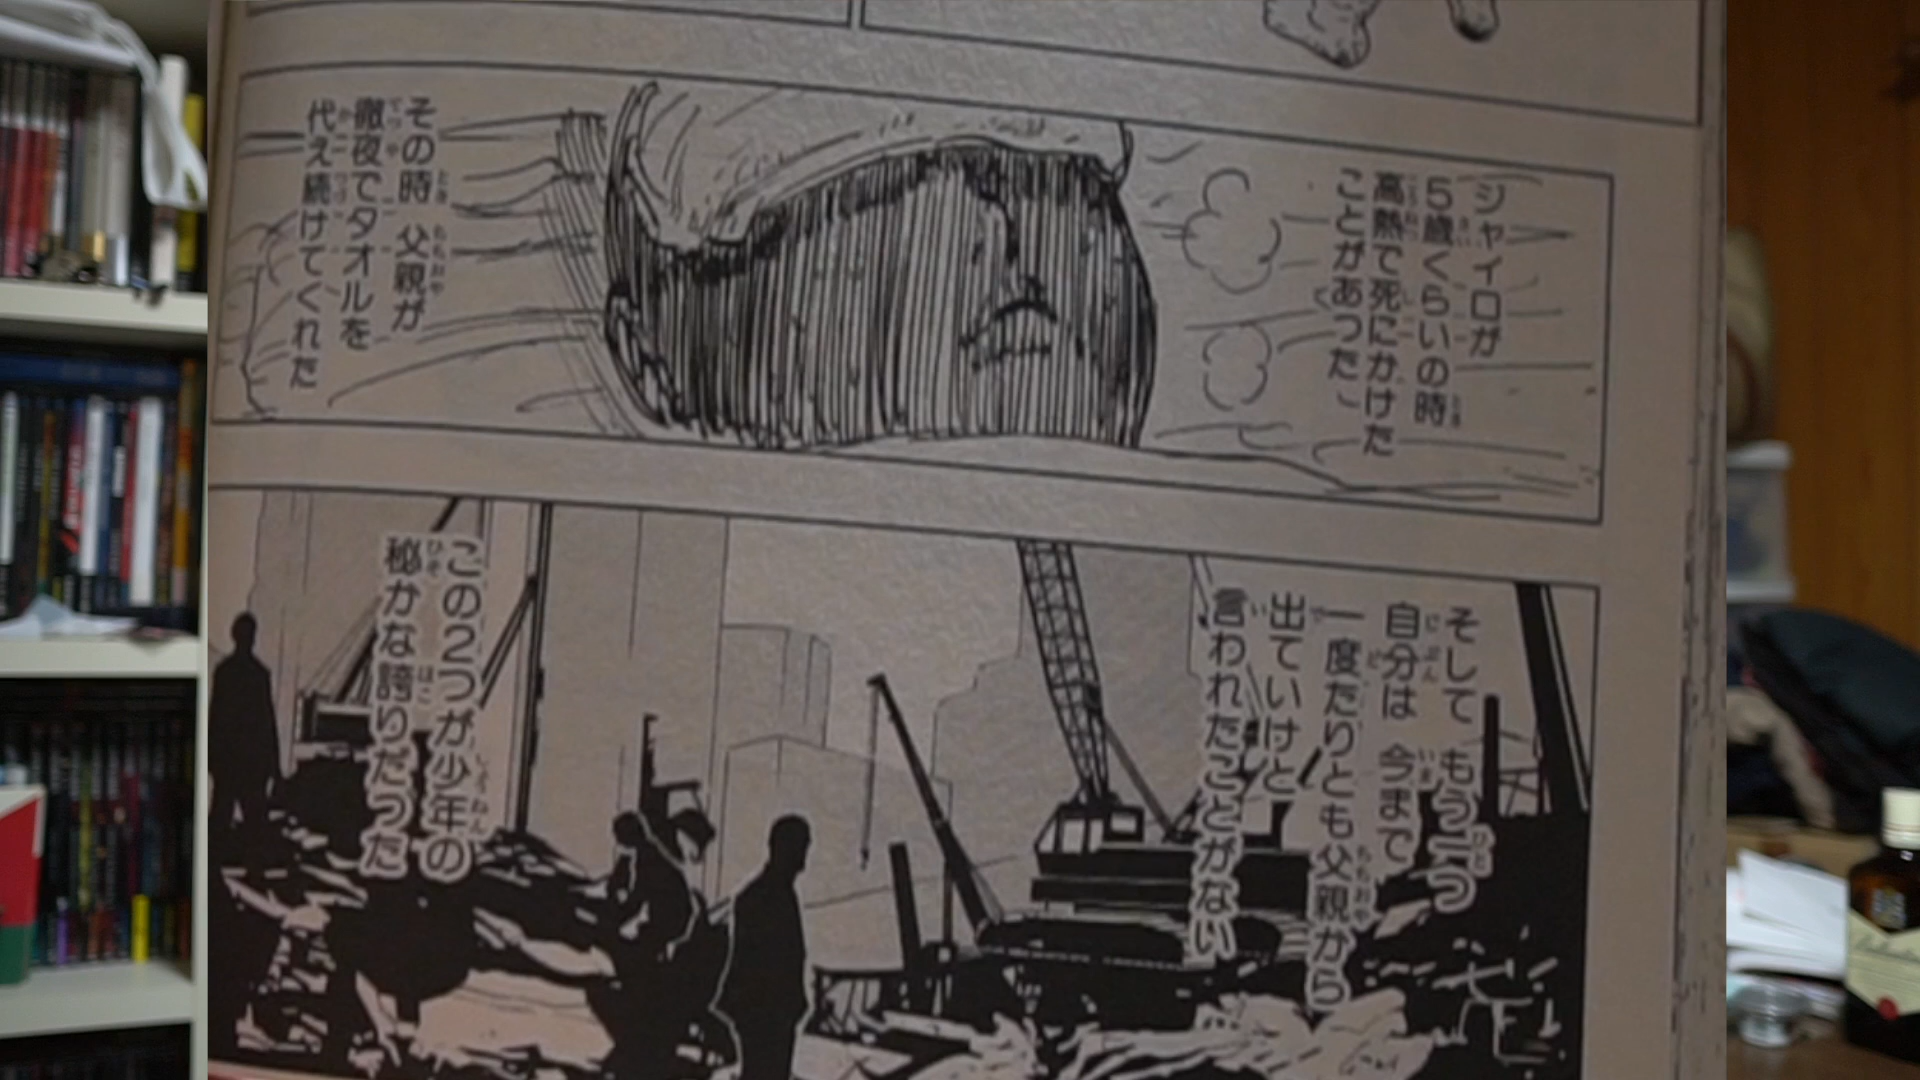 ジャイロが
5歳くらいの時
高熱で死にかけた
ことがあった
その時 父親が
徹夜でタオルを
代え続けてくれた
そして もう一つ
自分は 今まで
一度たりとも父親から
出ていけと
言われたことがない
この2つが少年の
秘かな誇りだった